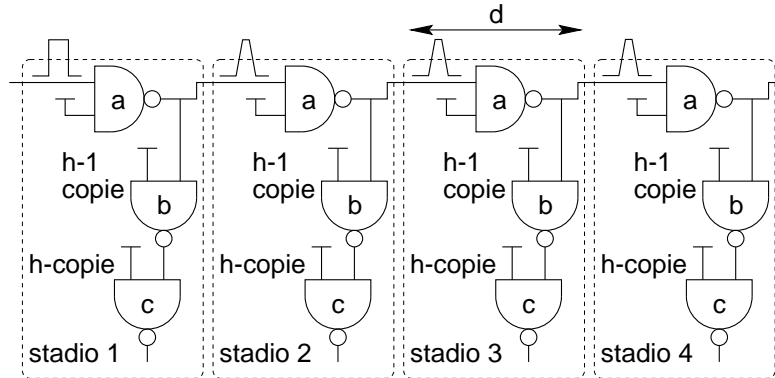 d
a
a
a
a
h-1
copie
h-1
copie
h-1
copie
h-1
copie
b
b
b
b
h-copie
h-copie
h-copie
h-copie
c
c
c
c
stadio 1
stadio 2
stadio 3
stadio 4